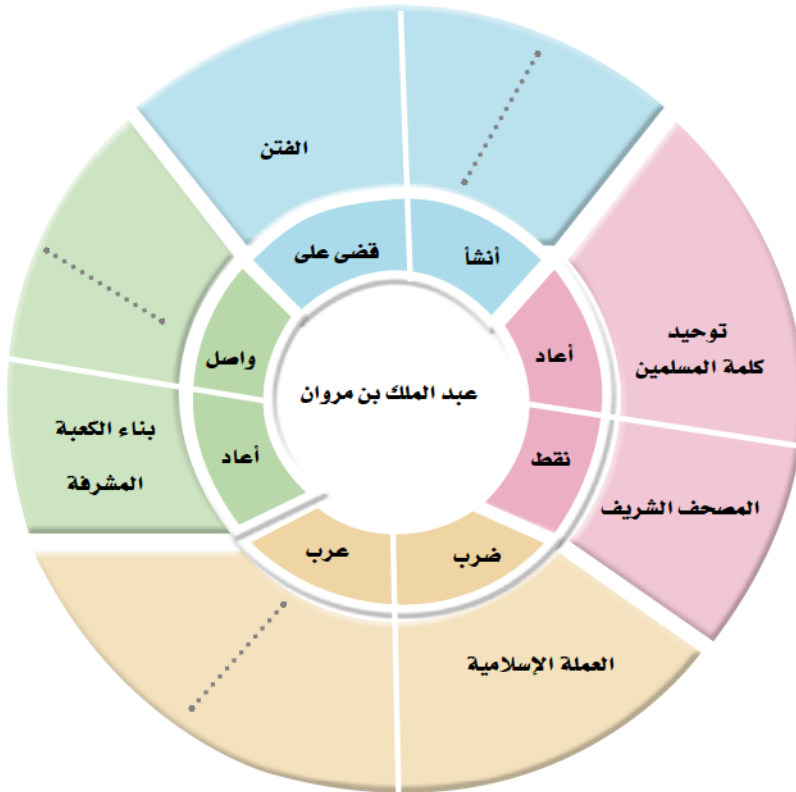 الفتن
قضى على
أنشأ
توحيد
كلمة المسلمين
أعاد
نقط
المصحف الشريف
ضرب
العملة الإسلامية
عرب
أعاد
بناء الكعبة
المشرفة
واصل
عبد الملك بن مروان